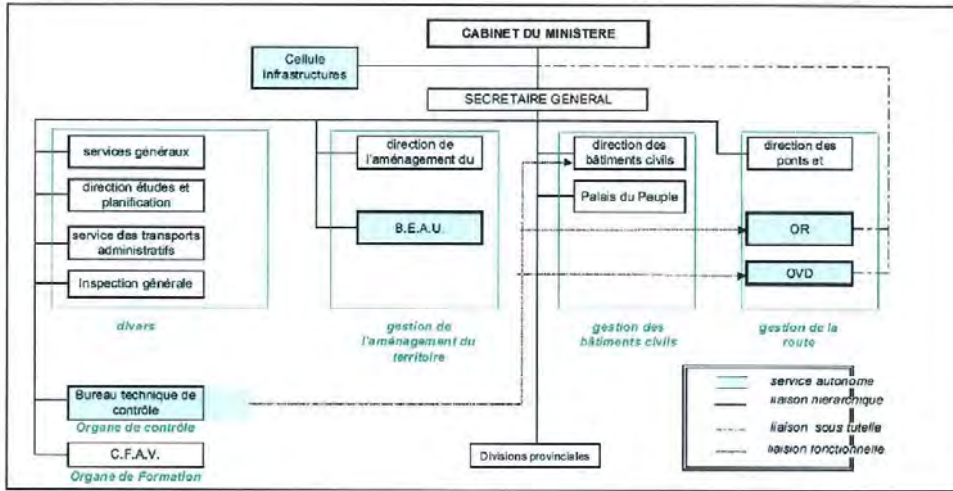 CABINET DU MINISTERE
Cellule
Infrastructures
SECRETAIRE GENERAL
services généraux
direction études et
planification
service des transports
administratifs
Inspection générale
divers
direction de
l'aménagement du
B.E.A.U.
gestion de
l'aménagement du
territoire
direction des
bâtiments civils
Palais du Peuple
gestion des
bâtiments civils
direction des
ponts et
OR
OVD
gestion de la
route
Bureau technique de
contrôle
Organe de contrôle
C.F.A.V.
Organe de Formation
Divisions provinciales
service autonome
liaison hierarchique
liaison sous tutelle
liaision fonctionnelle